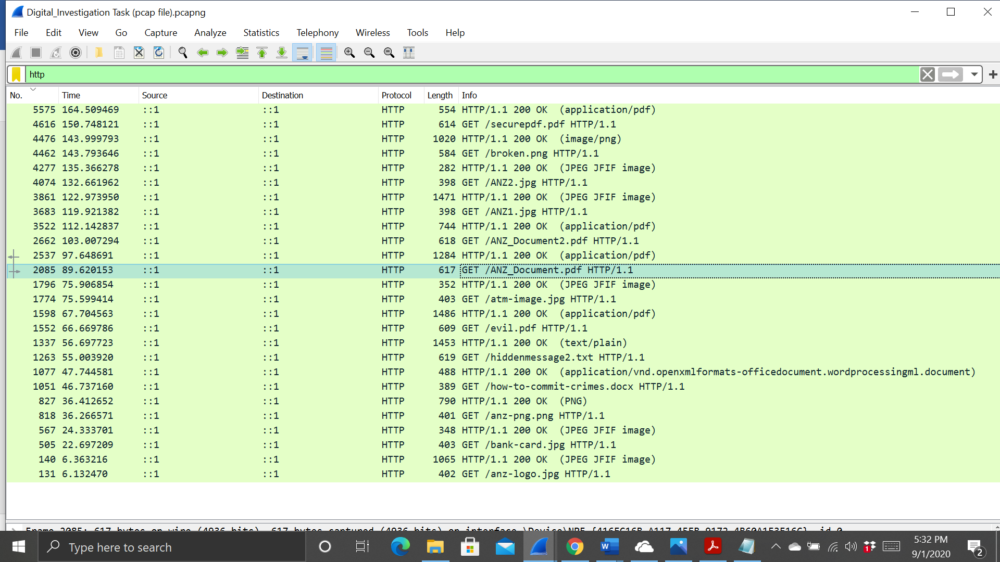 Digital_Investigation Task (pcap file).pcapng
File Edit View Go Capture Analyze Statistics Telephony Wireless Tools Help
http
No. Time Source Destination Protocol Length Info
5575 164.509469 ::1 ::1 HTTP 554 HTTP/1.1 200 OK (application/pdf)
4616 150.748121 ::1 ::1 HTTP 614 GET /securepdf.pdf HTTP/1.1
4476 143.999793 ::1 ::1 HTTP 1020 HTTP/1.1 200 OK (image/png)
4462 143.793646 ::1 ::1 HTTP 584 GET /broken.png HTTP/1.1
4277 135.366278 ::1 ::1 HTTP 282 HTTP/1.1 200 OK (JPEG JFIF image)
4074 132.661962 ::1 ::1 HTTP 398 GET /ANZ2.jpg HTTP/1.1
3861 122.973950 ::1 ::1 HTTP 1471 HTTP/1.1 200 OK (JPEG JFIF image)
3683 119.921382 ::1 ::1 HTTP 398 GET /ANZ1.jpg HTTP/1.1
3522 112.142837 ::1 ::1 HTTP 744 HTTP/1.1 200 OK (application/pdf)
2662 103.007294 ::1 ::1 HTTP 618 GET /ANZ_Document2.pdf HTTP/1.1
2537 97.648691 ::1 ::1 HTTP 1284 HTTP/1.1 200 OK (application/pdf)
2085 89.620153 ::1 ::1 HTTP 617 GET /ANZ_Document.pdf HTTP/1.1
1796 75.906854 ::1 ::1 HTTP 352 HTTP/1.1 200 OK (JPEG JFIF image)
1774 75.599414 ::1 ::1 HTTP 403 GET /atm-image.jpg HTTP/1.1
1598 67.704563 ::1 ::1 HTTP 1486 HTTP/1.1 200 OK (application/pdf)
1552 66.669786 ::1 ::1 HTTP 609 GET /evil.pdf HTTP/1.1
1337 56.697723 ::1 ::1 HTTP 1453 HTTP/1.1 200 OK (text/plain)
1263 55.003920 ::1 ::1 HTTP 619 GET /hiddenmessage2.txt HTTP/1.1
1077 47.744581 ::1 ::1 HTTP 488 HTTP/1.1 200 OK (application/vnd.openxmlformats-officedocument.wordprocessingml.document)
1051 46.737160 ::1 ::1 HTTP 389 GET /how-to-commit-crimes.docx HTTP/1.1
827 36.412652 ::1 ::1 HTTP 790 HTTP/1.1 200 OK (PNG)
818 36.266571 ::1 ::1 HTTP 401 GET /anz-png.png HTTP/1.1
567 24.333701 ::1 ::1 HTTP 348 HTTP/1.1 200 OK (JPEG JFIF image)
505 22.697209 ::1 ::1 HTTP 403 GET /bank-card.jpg HTTP/1.1
140 6.363216 ::1 ::1 HTTP 1065 HTTP/1.1 200 OK (JPEG JFIF image)
131 6.132470 ::1 ::1 HTTP 402 GET /anz-logo.jpg HTTP/1.1
Frame 2085: 617 bytes on wire (4936 bits), 617 bytes captured (4936 bits) on interface
Type here to search
5:32 PM
9/1/2020
1
2